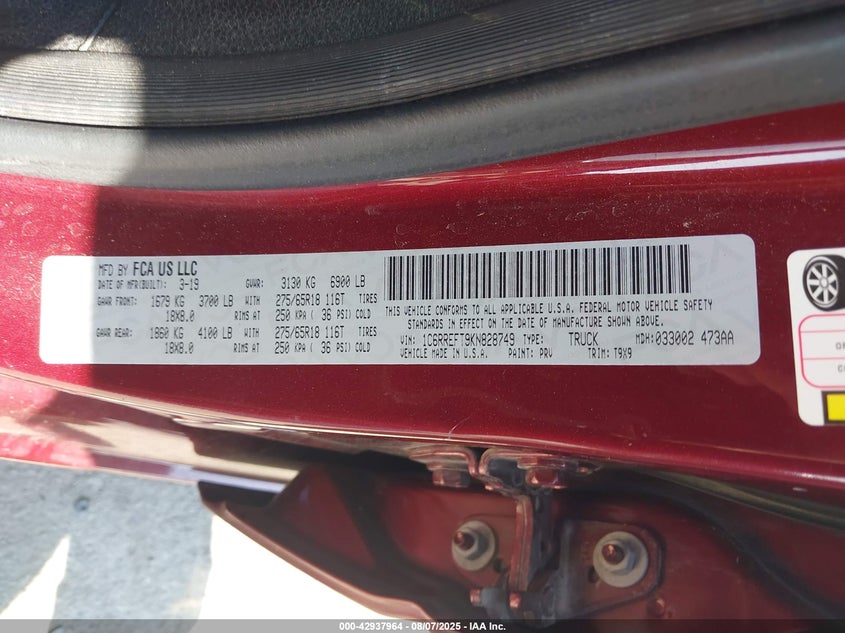 MFD BY FCA US LLC
DATE OF MFR(BUILT): 3-19 GVWR: 3130 KG 6900 LB
GAWR FRONT: 1679 KG 3700 LB WITH 275/65R18 116T TIRES
18X8.0 RIMS AT 250 KPA ( 36 PSI) COLD
GAWR REAR: 1860 KG 4100 LB WITH 275/65R18 116T TIRES
18X8.0 RIMS AT 250 KPA ( 36 PSI) COLD
THIS VEHICLE CONFORMS TO ALL APPLICABLE U.S.A. FEDERAL MOTOR VEHICLE SAFETY
STANDARDS IN EFFECT ON THE DATE OF MANUFACTURE SHOWN ABOVE.
VIN: 1C6RREFT9KN828749 TYPE: TRUCK MDH:033002 473AA
VEHICLE MADE IN U.S.A. PAINT: PRV TRIM: T9X9
000-42937964 - 08/07/2025 - IAA Inc.